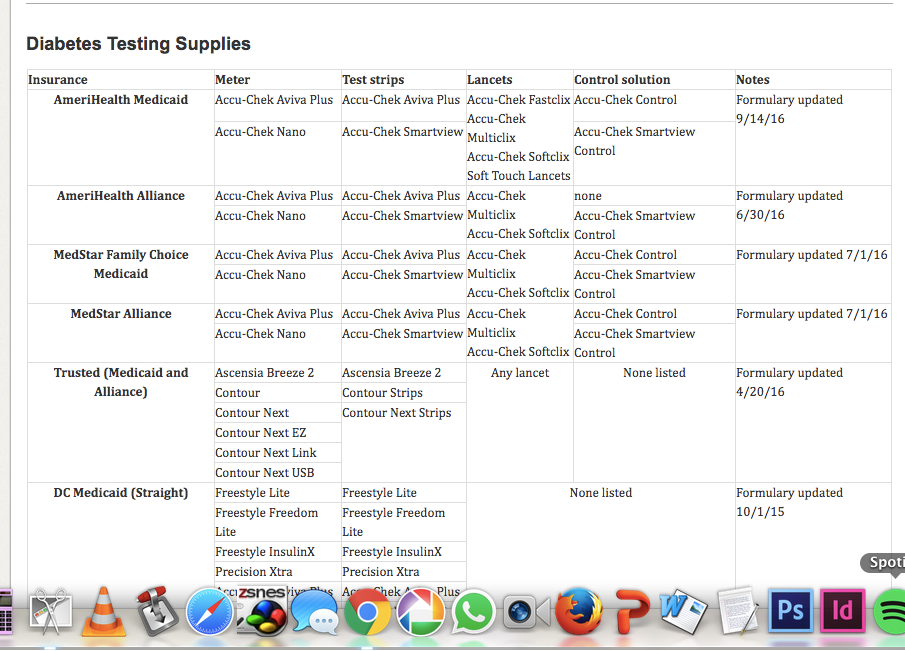 Diabetes Testing Supplies
Insurance Meter Test strips Lancets Control solution Notes
AmeriHealth Medicaid Accu-Chek Aviva Plus Accu-Chek Aviva Plus Accu-Chek Fastclix Accu-Chek Control Formulary updated
Accu-Chek 9/14/16
Accu-Chek Nano Accu-Chek Smartview Multiclix Accu-Chek Smartview
Accu-Chek Softclix Control
Soft Touch Lancets
AmeriHealth Alliance Accu-Chek Aviva Plus Accu-Chek Aviva Plus Accu-Chek none Formulary updated
Accu-Chek Nano Accu-Chek Smartview Multiclix Accu-Chek Smartview 6/30/16
Accu-Chek Softclix Control
MedStar Family Choice Accu-Chek Aviva Plus Accu-Chek Aviva Plus Accu-Chek Accu-Chek Control Formulary updated 7/1/16
Medicaid Accu-Chek Nano Accu-Chek Smartview Multiclix Accu-Chek Smartview
Accu-Chek Softclix Control
MedStar Alliance Accu-Chek Aviva Plus Accu-Chek Aviva Plus Accu-Chek Accu-Chek Control Formulary updated 7/1/16
Accu-Chek Nano Accu-Chek Smartview Multiclix Accu-Chek Smartview
Accu-Chek Softclix Control
Trusted (Medicaid and Ascensia Breeze 2 Ascensia Breeze 2 Any lancet None listed Formulary updated
Alliance) Contour Contour Strips 4/20/16
Contour Next Contour Next Strips
Contour Next EZ
Contour Next Link
Contour Next USB
DC Medicaid (Straight) Freestyle Lite Freestyle Lite None listed Formulary updated
Freestyle Freedom Freestyle Freedom 10/1/15
Lite Lite
Freestyle InsulinX Freestyle InsulinX
Precision Xtra Precision Xtra
Spoti
Plus
zsnes
Ps
Id